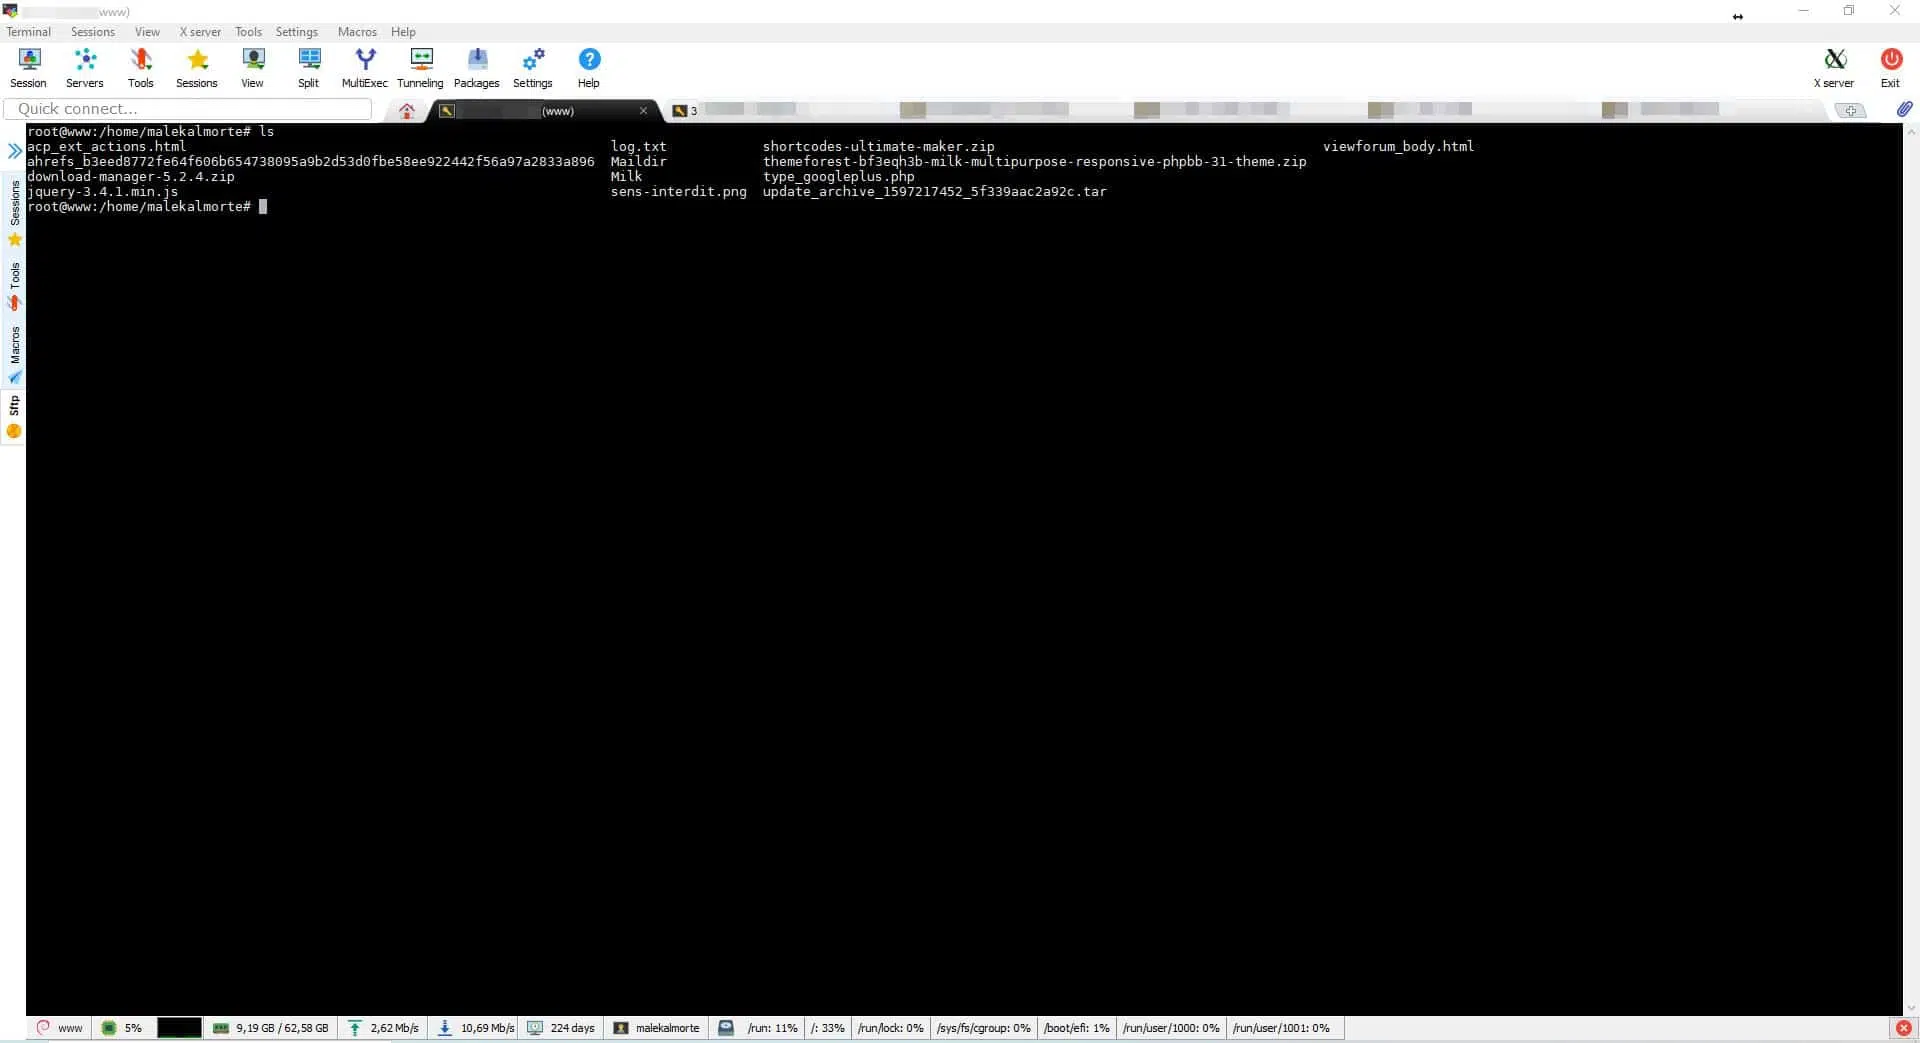 www)
Terminal Sessions View X server Tools Settings Macros Help
Session Servers Tools Sessions View Split MultiExec Tunneling Packages Settings Help X server Exit
Quick connect... (www) 3
root@www:/home/malekalmorte# ls
acp_ext_actions.html log.txt shortcodes-ultimate-maker.zip viewforum_body.html
ahrefs_b3eed8772fe64f606b654738095a9b2d53d0fbe58ee922442f56a97a2833a896 Maildir themeforest-bf3eqh3b-milk-multipurpose-responsive-phpbb-31-theme.zip
download-manager-5.2.4.zip Milk type_googleplus.php
jquery-3.4.1.min.js sens-interdit.png update_archive_1597217452_5f339aac2a92c.tar
root@www:/home/malekalmorte#
Sessions
Tools
Macros
Sftp
www 5% 9,19 GB / 62,58 GB 2,62 Mb/s 10,69 Mb/s 224 days malekalmorte /run: 11% /: 33% /run/lock: 0% /sys/fs/cgroup: 0% /boot/efi: 1% /run/user/1000: 0% /run/user/1001: 0%